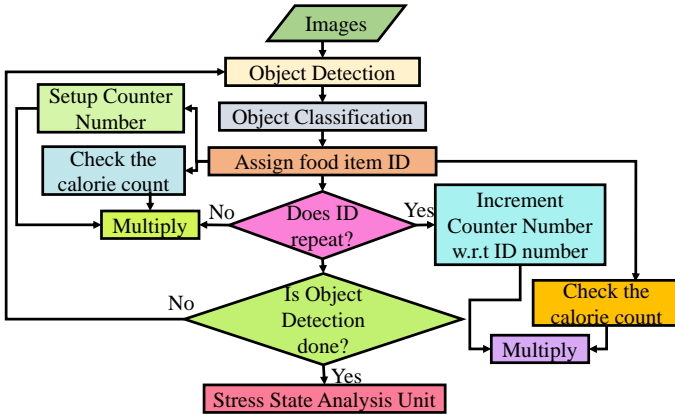 Images
Object Detection
Setup Counter
Number
Object Classification
Check the
calorie count
Assign food item ID
Multiply
No
Does ID
repeat?
Yes
Increment
Counter Number
w.r.t ID number
No
Is Object
Detection
done?
Check the
calorie count
Multiply
Yes
Stress State Analysis Unit